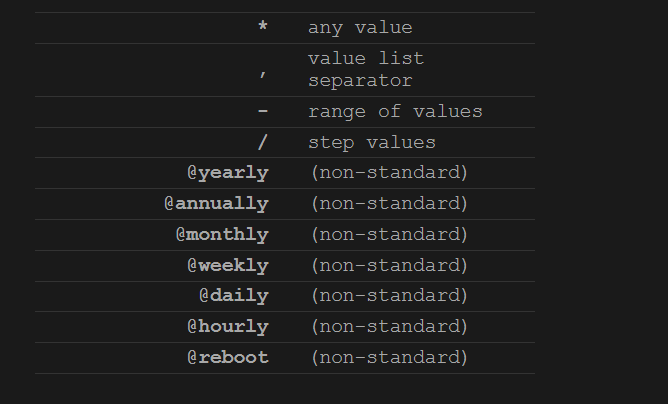 * any value
, value list
separator
- range of values
/ step values
@yearly (non-standard)
@annually (non-standard)
@monthly (non-standard)
@weekly (non-standard)
@daily (non-standard)
@hourly (non-standard)
@reboot (non-standard)